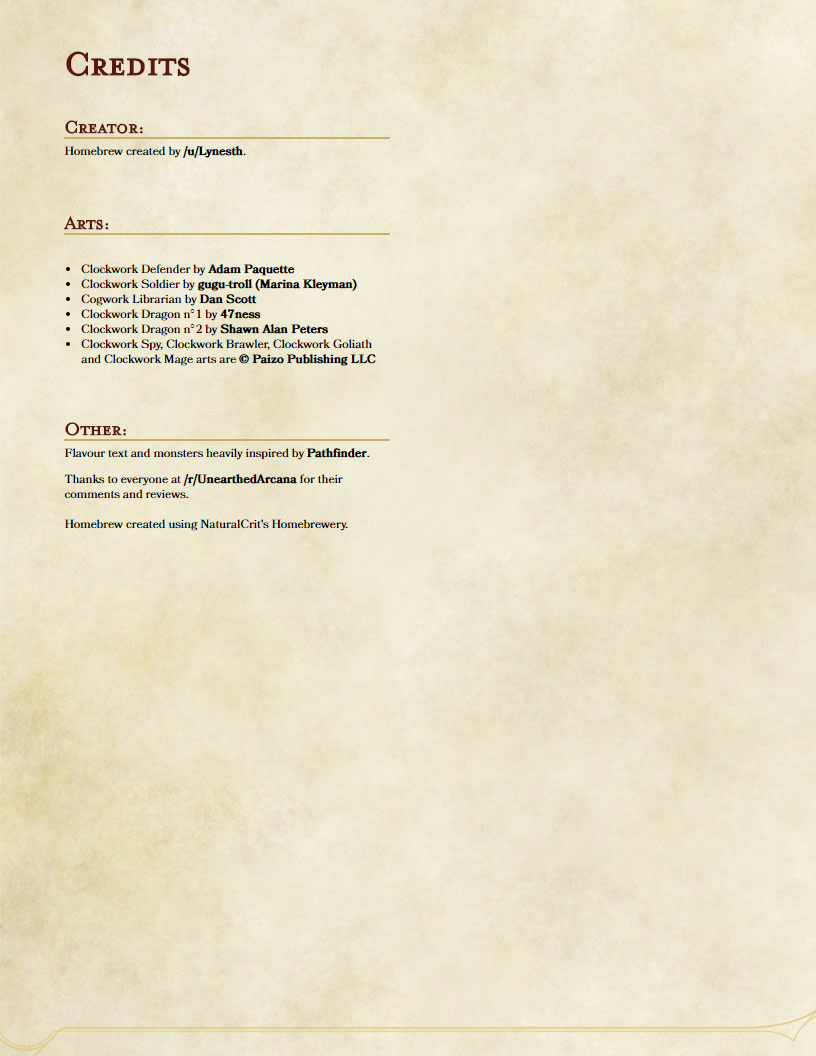 Credits
Creator:
Homebrew created by /u/Lynesth.
Arts:
• Clockwork Defender by Adam Paquette
• Clockwork Soldier by gugu-troll (Marina Kleyman)
• Cogwork Librarian by Dan Scott
• Clockwork Dragon n°1 by 47ness
• Clockwork Dragon n°2 by Shawn Alan Peters
• Clockwork Spy, Clockwork Brawler, Clockwork Goliath
and Clockwork Mage arts are © Paizo Publishing LLC
Other:
Flavour text and monsters heavily inspired by Pathfinder.
Thanks to everyone at /r/UnearthedArcana for their
comments and reviews.
Homebrew created using NaturalCrit's Homebrewery.